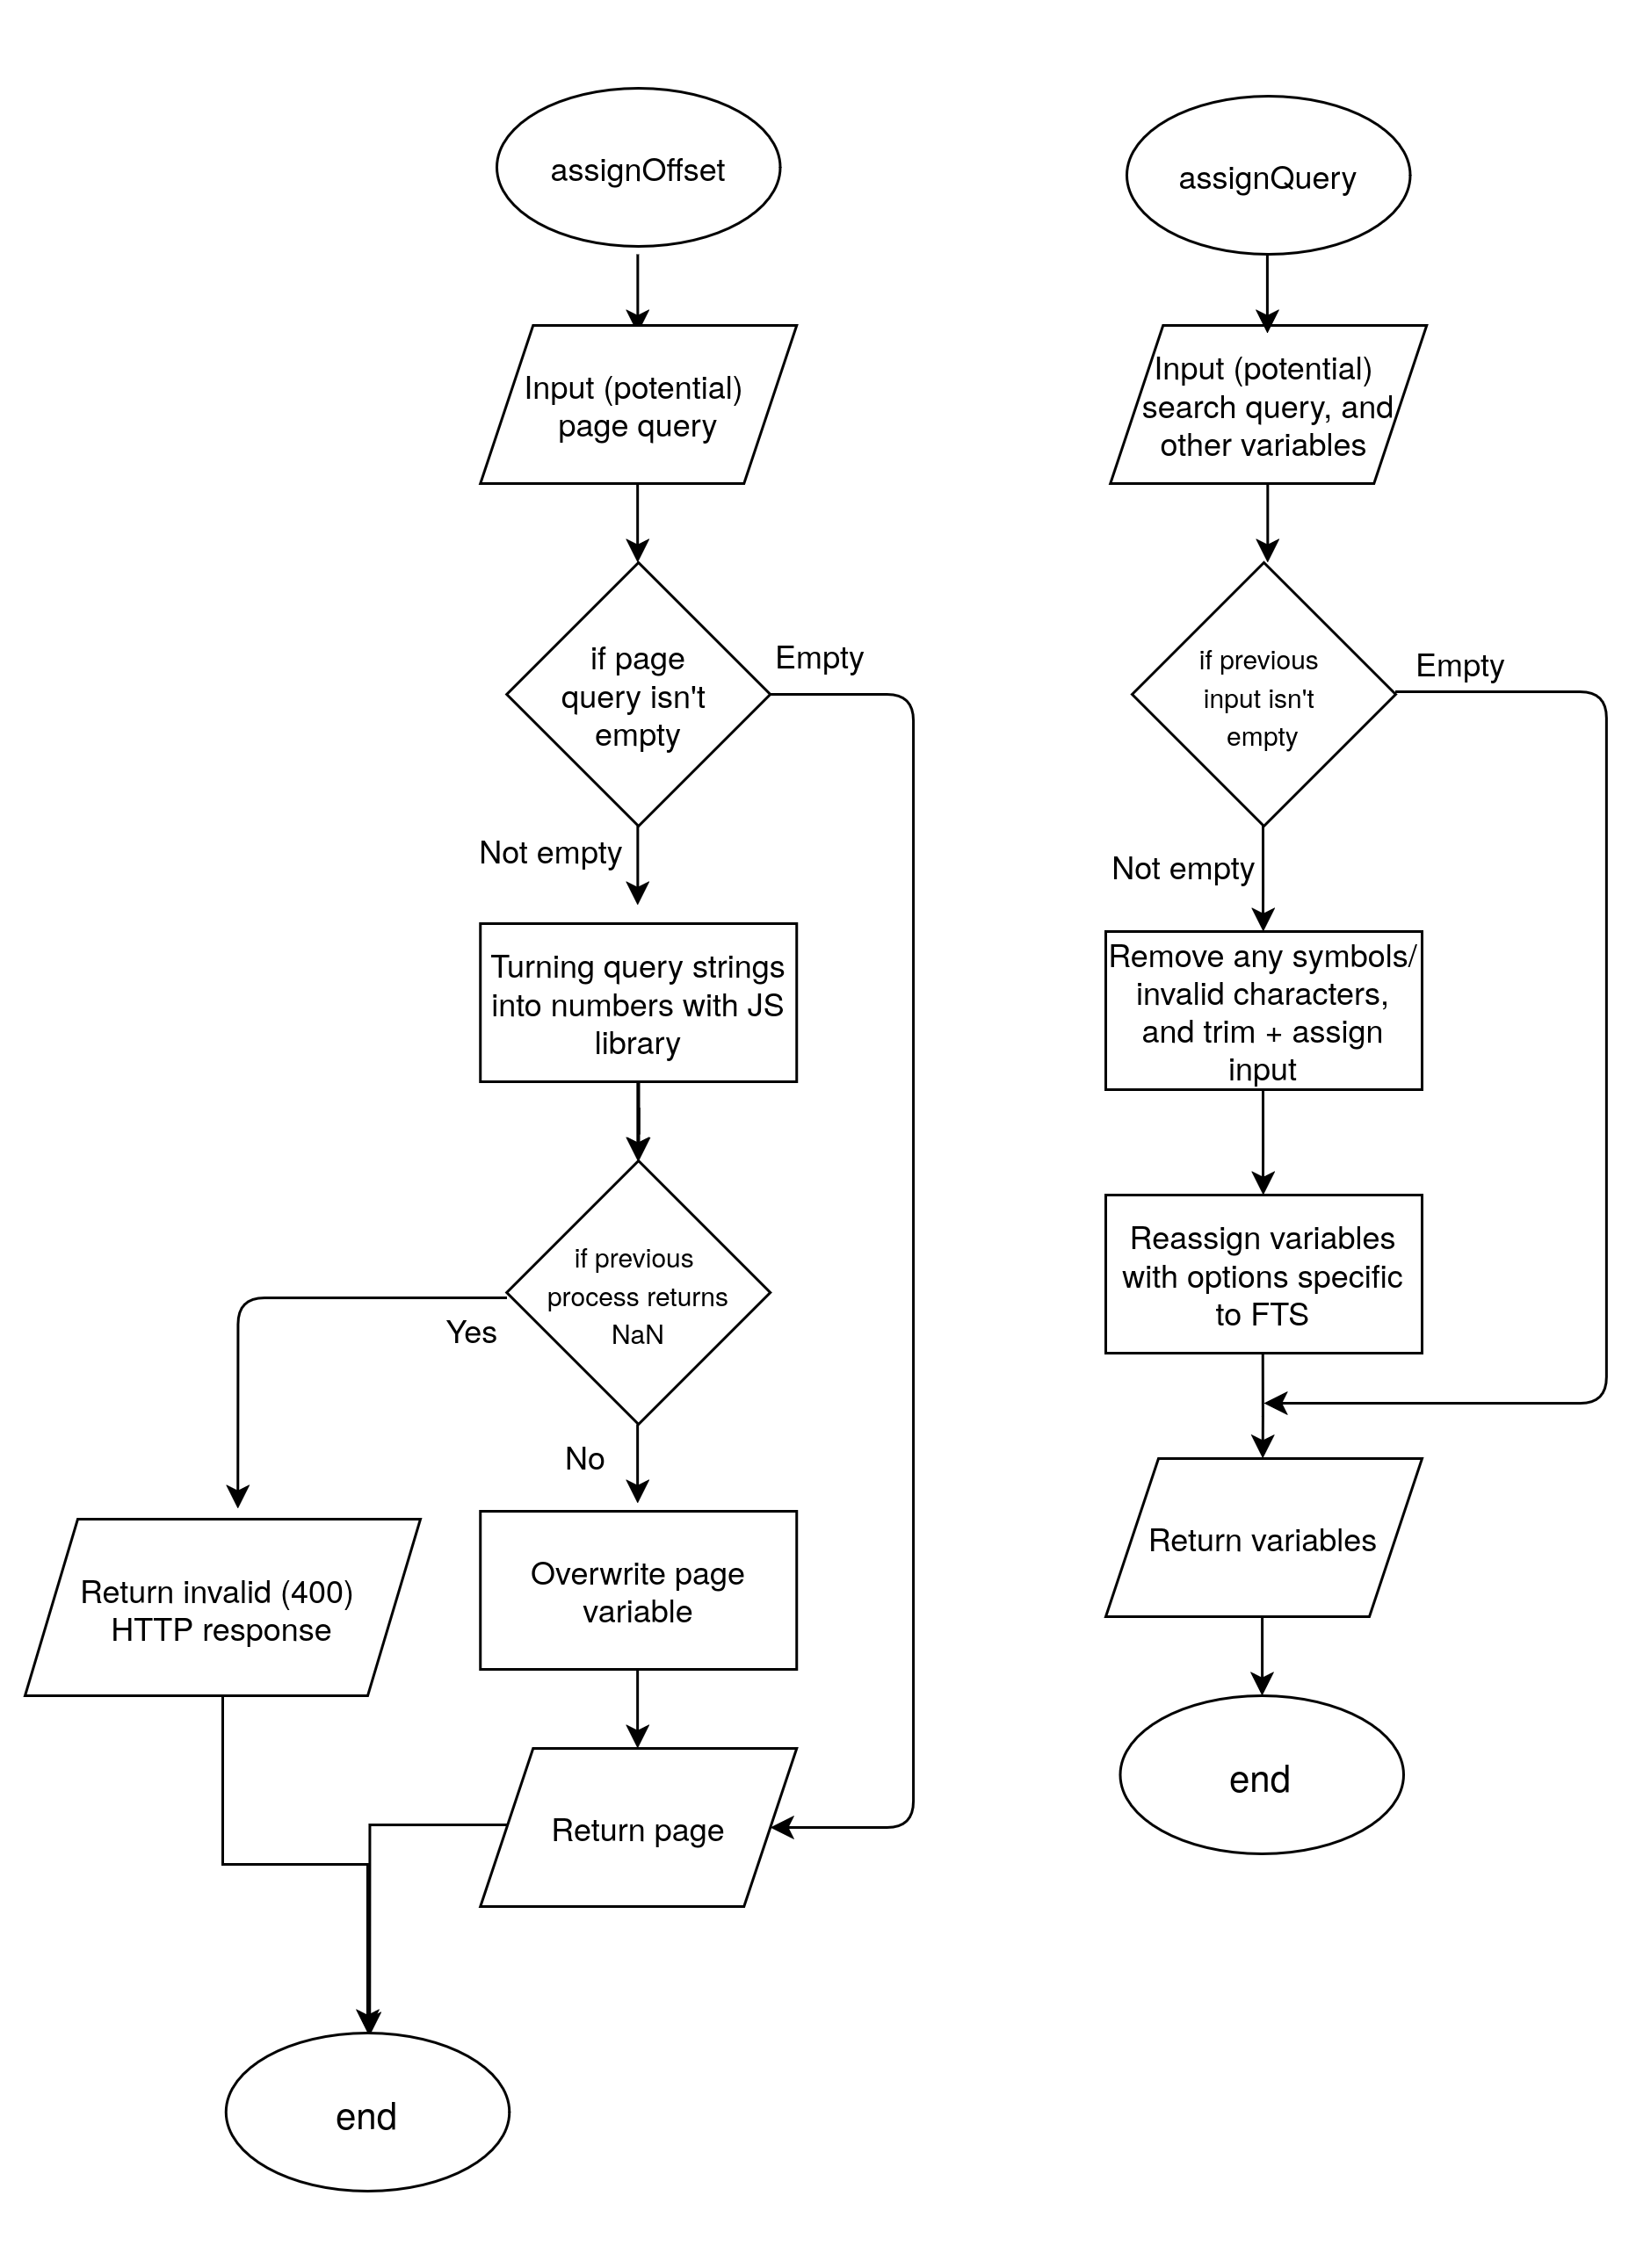 assignOffset
Input (potential)
page query
if page
query isn't
empty
Empty
Not empty
Turning query strings
into numbers with JS
library
if previous
process returns
NaN
Yes
No
Return invalid (400)
HTTP response
Overwrite page
variable
Return page
end
assignQuery
Input (potential)
search query, and
other variables
if previous
input isn't
empty
Empty
Not empty
Remove any symbols/
invalid characters,
and trim + assign
input
Reassign variables
with options specific
to FTS
Return variables
end